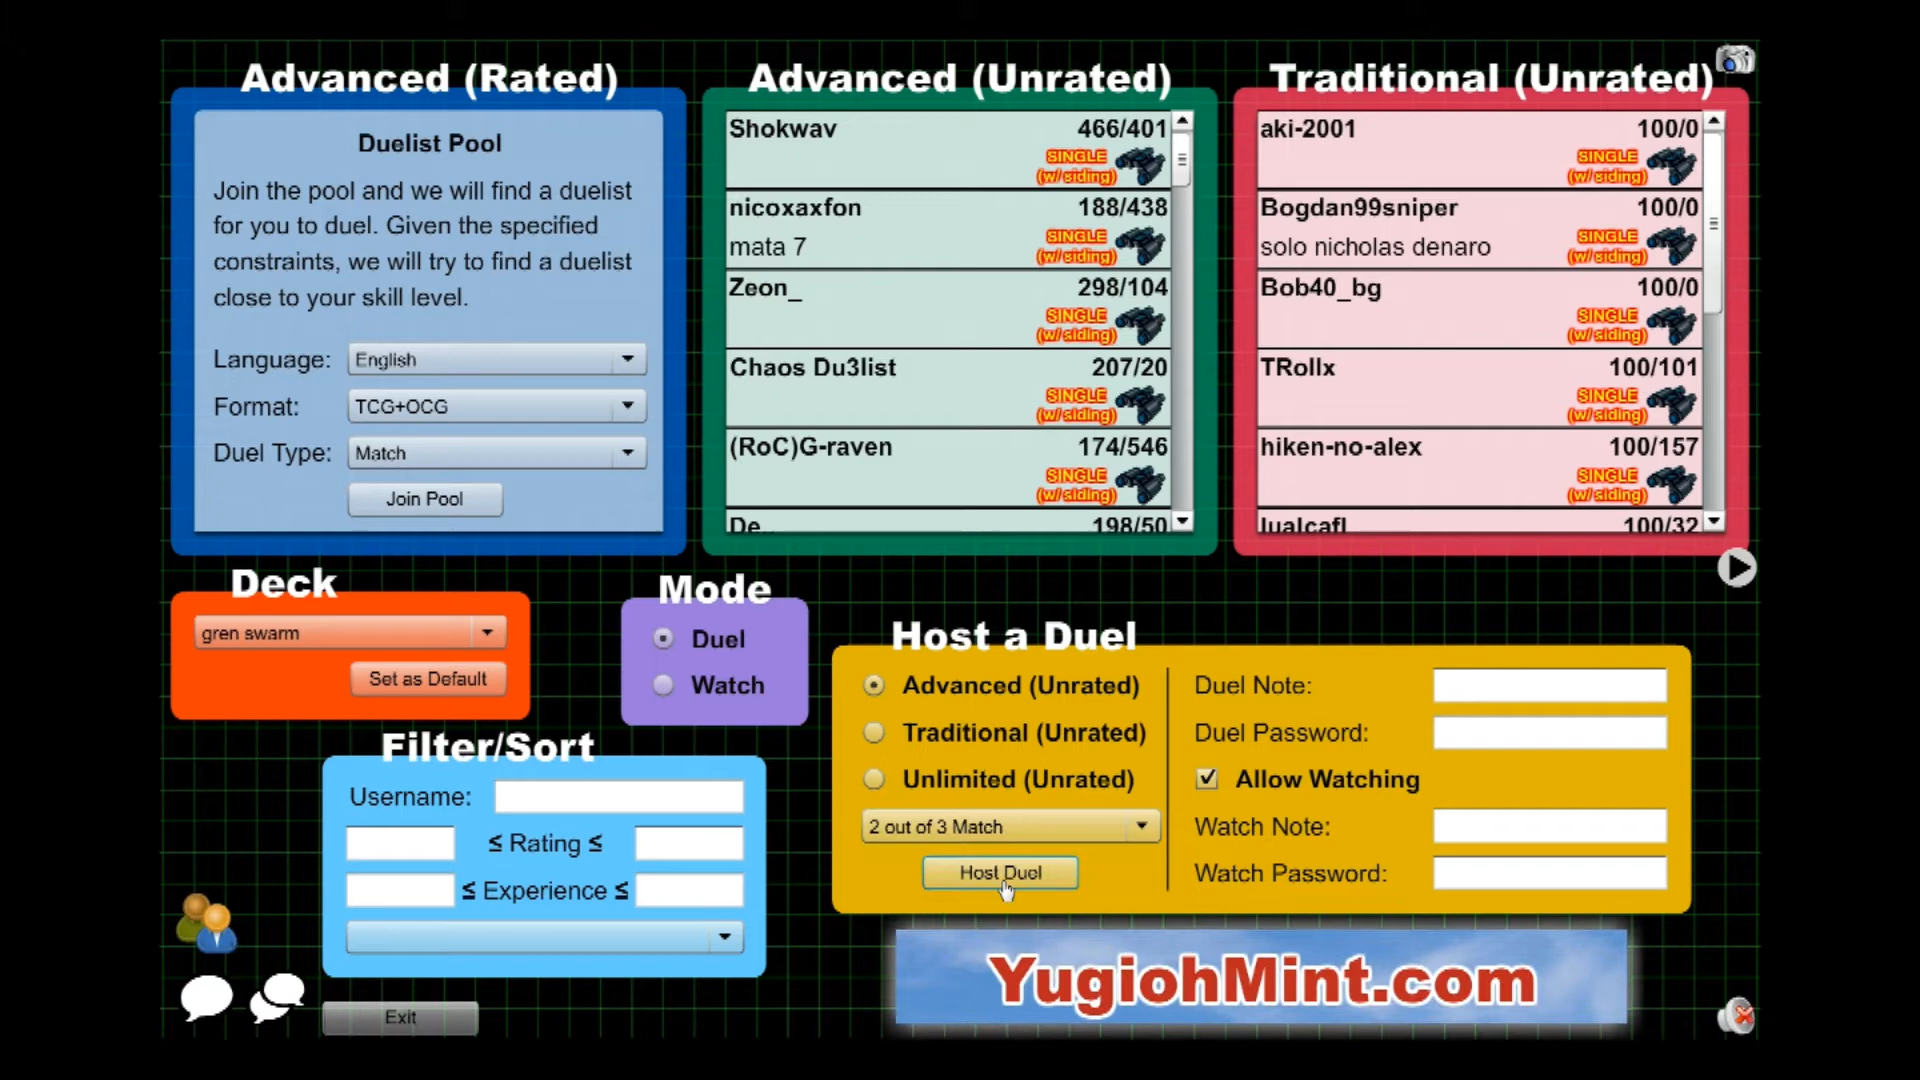 Advanced (Rated)
Duelist Pool
Join the pool and we will find a duelist
for you to duel. Given the specified
constraints, we will try to find a duelist
close to your skill level.
Language: English
Format: TCG+OCG
Duel Type: Match
Join Pool
Advanced (Unrated)
Shokwav 466/401
SINGLE
(w/ siding)
nicoxaxfon 188/438
mata 7 SINGLE
(w/ siding)
Zeon_ 298/104
SINGLE
(w/ siding)
Chaos Du3list 207/20
SINGLE
(w/ siding)
(RoC)G-raven 174/546
SINGLE
(w/ siding)
De.. 198/50
Traditional (Unrated)
aki-2001 100/0
SINGLE
(w/ siding)
Bogdan99sniper 100/0
solo nicholas denaro SINGLE
(w/ siding)
Bob40_bg 100/0
SINGLE
(w/ siding)
TRollx 100/101
SINGLE
(w/ siding)
hiken-no-alex 100/157
SINGLE
(w/ siding)
100/32
Deck
gren swarm
Set as Default
Mode
Duel
Watch
Filter/Sort
Username:
≤ Rating ≤
≤ Experience ≤
Exit
Host a Duel
Advanced (Unrated)
Traditional (Unrated)
Unlimited (Unrated)
2 out of 3 Match
Host Duel
Duel Note:
Duel Password:
Allow Watching
Watch Note:
Watch Password:
YugiohMint.com